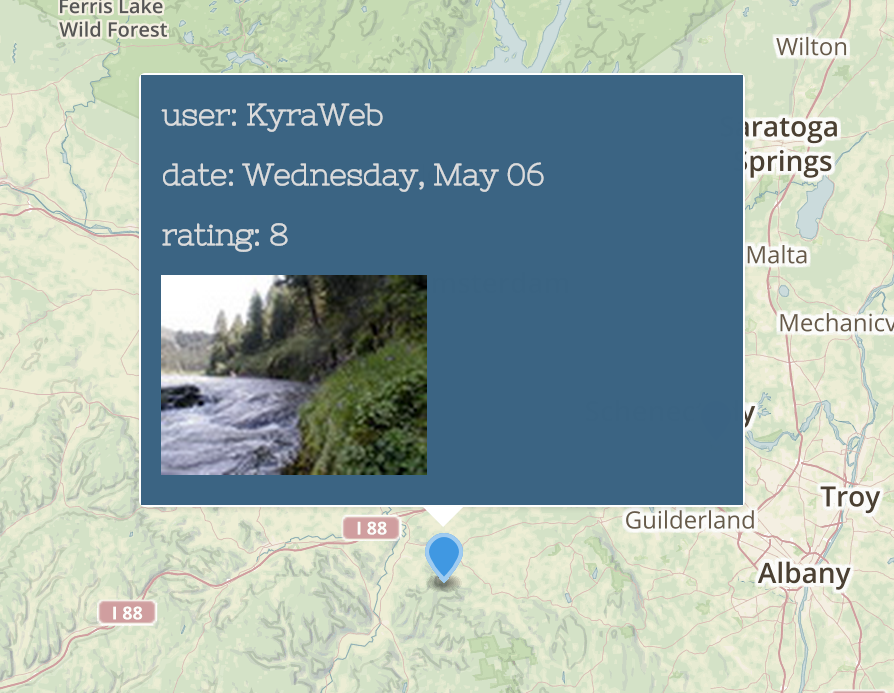 Ferris Lake
Wild Forest
Wilton
user: KyraWeb
aratoga
Springs
date: Wednesday, May 06
rating: 8
Malta
Mechanicv
y
I 88
Guilderland
Troy
Albany
I 88